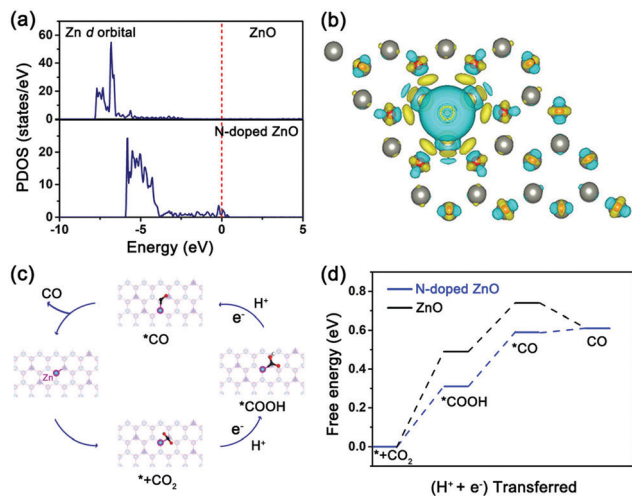 (a)
Zn d orbital
ZnO
60
40
20
0
N-doped ZnO
20
10
0
PDOS (states/eV)
-10
-5
0
5
Energy (eV)
(b)
(c)
CO
*CO
H⁺
e⁻
Zn
*COOH
e⁻
H⁺
*+CO₂
(d)
N-doped ZnO
ZnO
0.8
0.6
0.4
0.2
0.0
Free energy (eV)
*+CO₂
*COOH
*CO
CO
(H⁺ + e⁻) Transferred